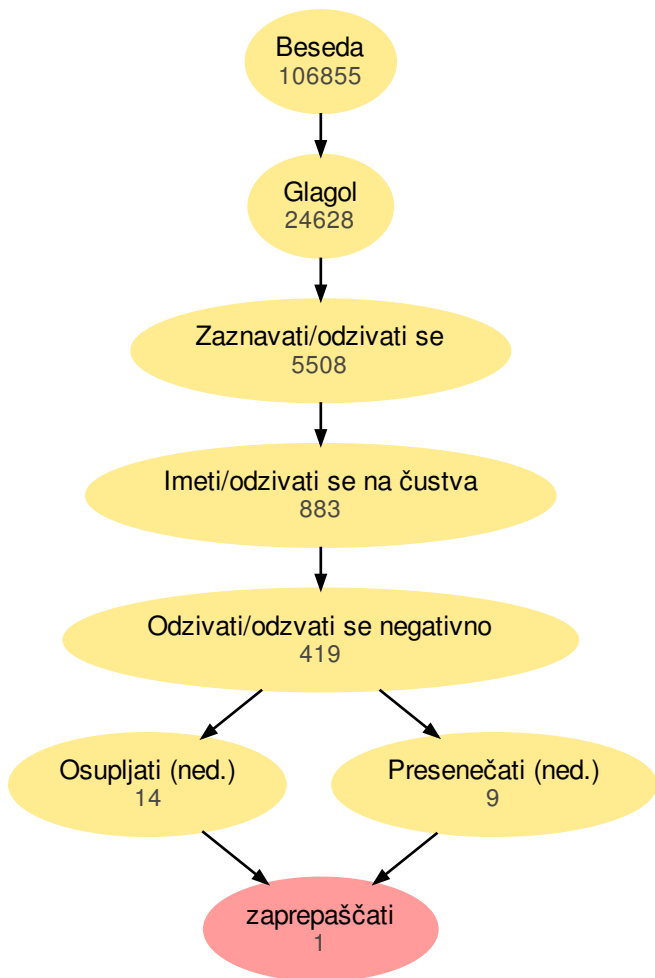 Beseda
106855
Glagol
24628
Zaznavati/odzivati se
5508
Imeti/odzivati se na čustva
883
Odzivati/odzvati se negativno
419
Osupljati (ned.)
14
Presenečati (ned.)
9
zaprepaščati
1